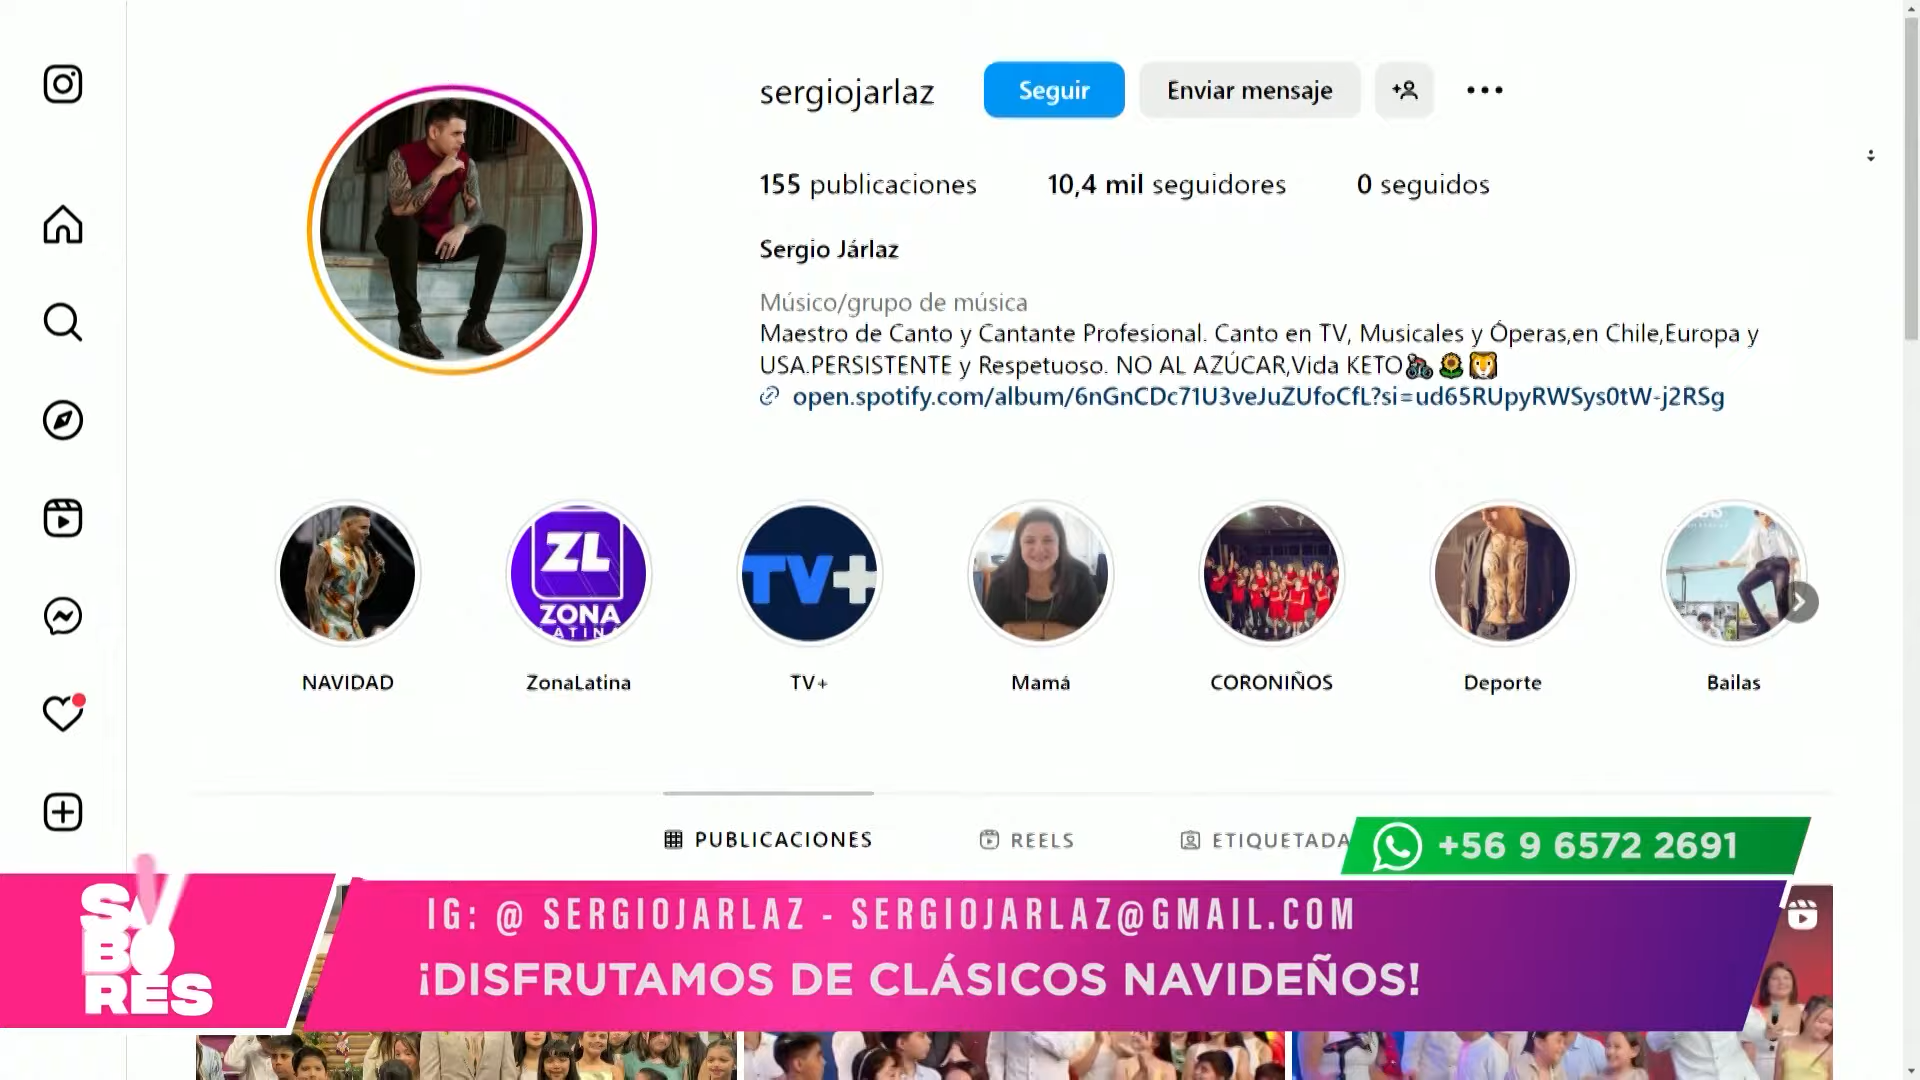 sergiojarlaz
Seguir
Enviar mensaje
155 publicaciones
10,4 mil seguidores
0 seguidos
Sergio Járlaz
Músico/grupo de música
Maestro de Canto y Cantante Profesional. Canto en TV, Musicales y Óperas,en Chile,Europa y
USA.PERSISTENTE y Respetuoso. NO AL AZÚCAR,Vida KETO🚴🌻🐯
open.spotify.com/album/6nGnCDc71U3veJuZUfoCfL?si=ud65RUpyRWSys0tW-j2RSg
ZL
ZONA
LATIN
TV+
NAVIDAD
ZonaLatina
TV+
Mamá
CORONIÑOS
Deporte
Bailas
PUBLICACIONES
REELS
ETIQUETADA
+56 9 6572 2691
SABORES
IG: @ SERGIOJARLAZ - SERGIOJARLAZ@GMAIL.COM
¡DISFRUTAMOS DE CLÁSICOS NAVIDEÑOS!